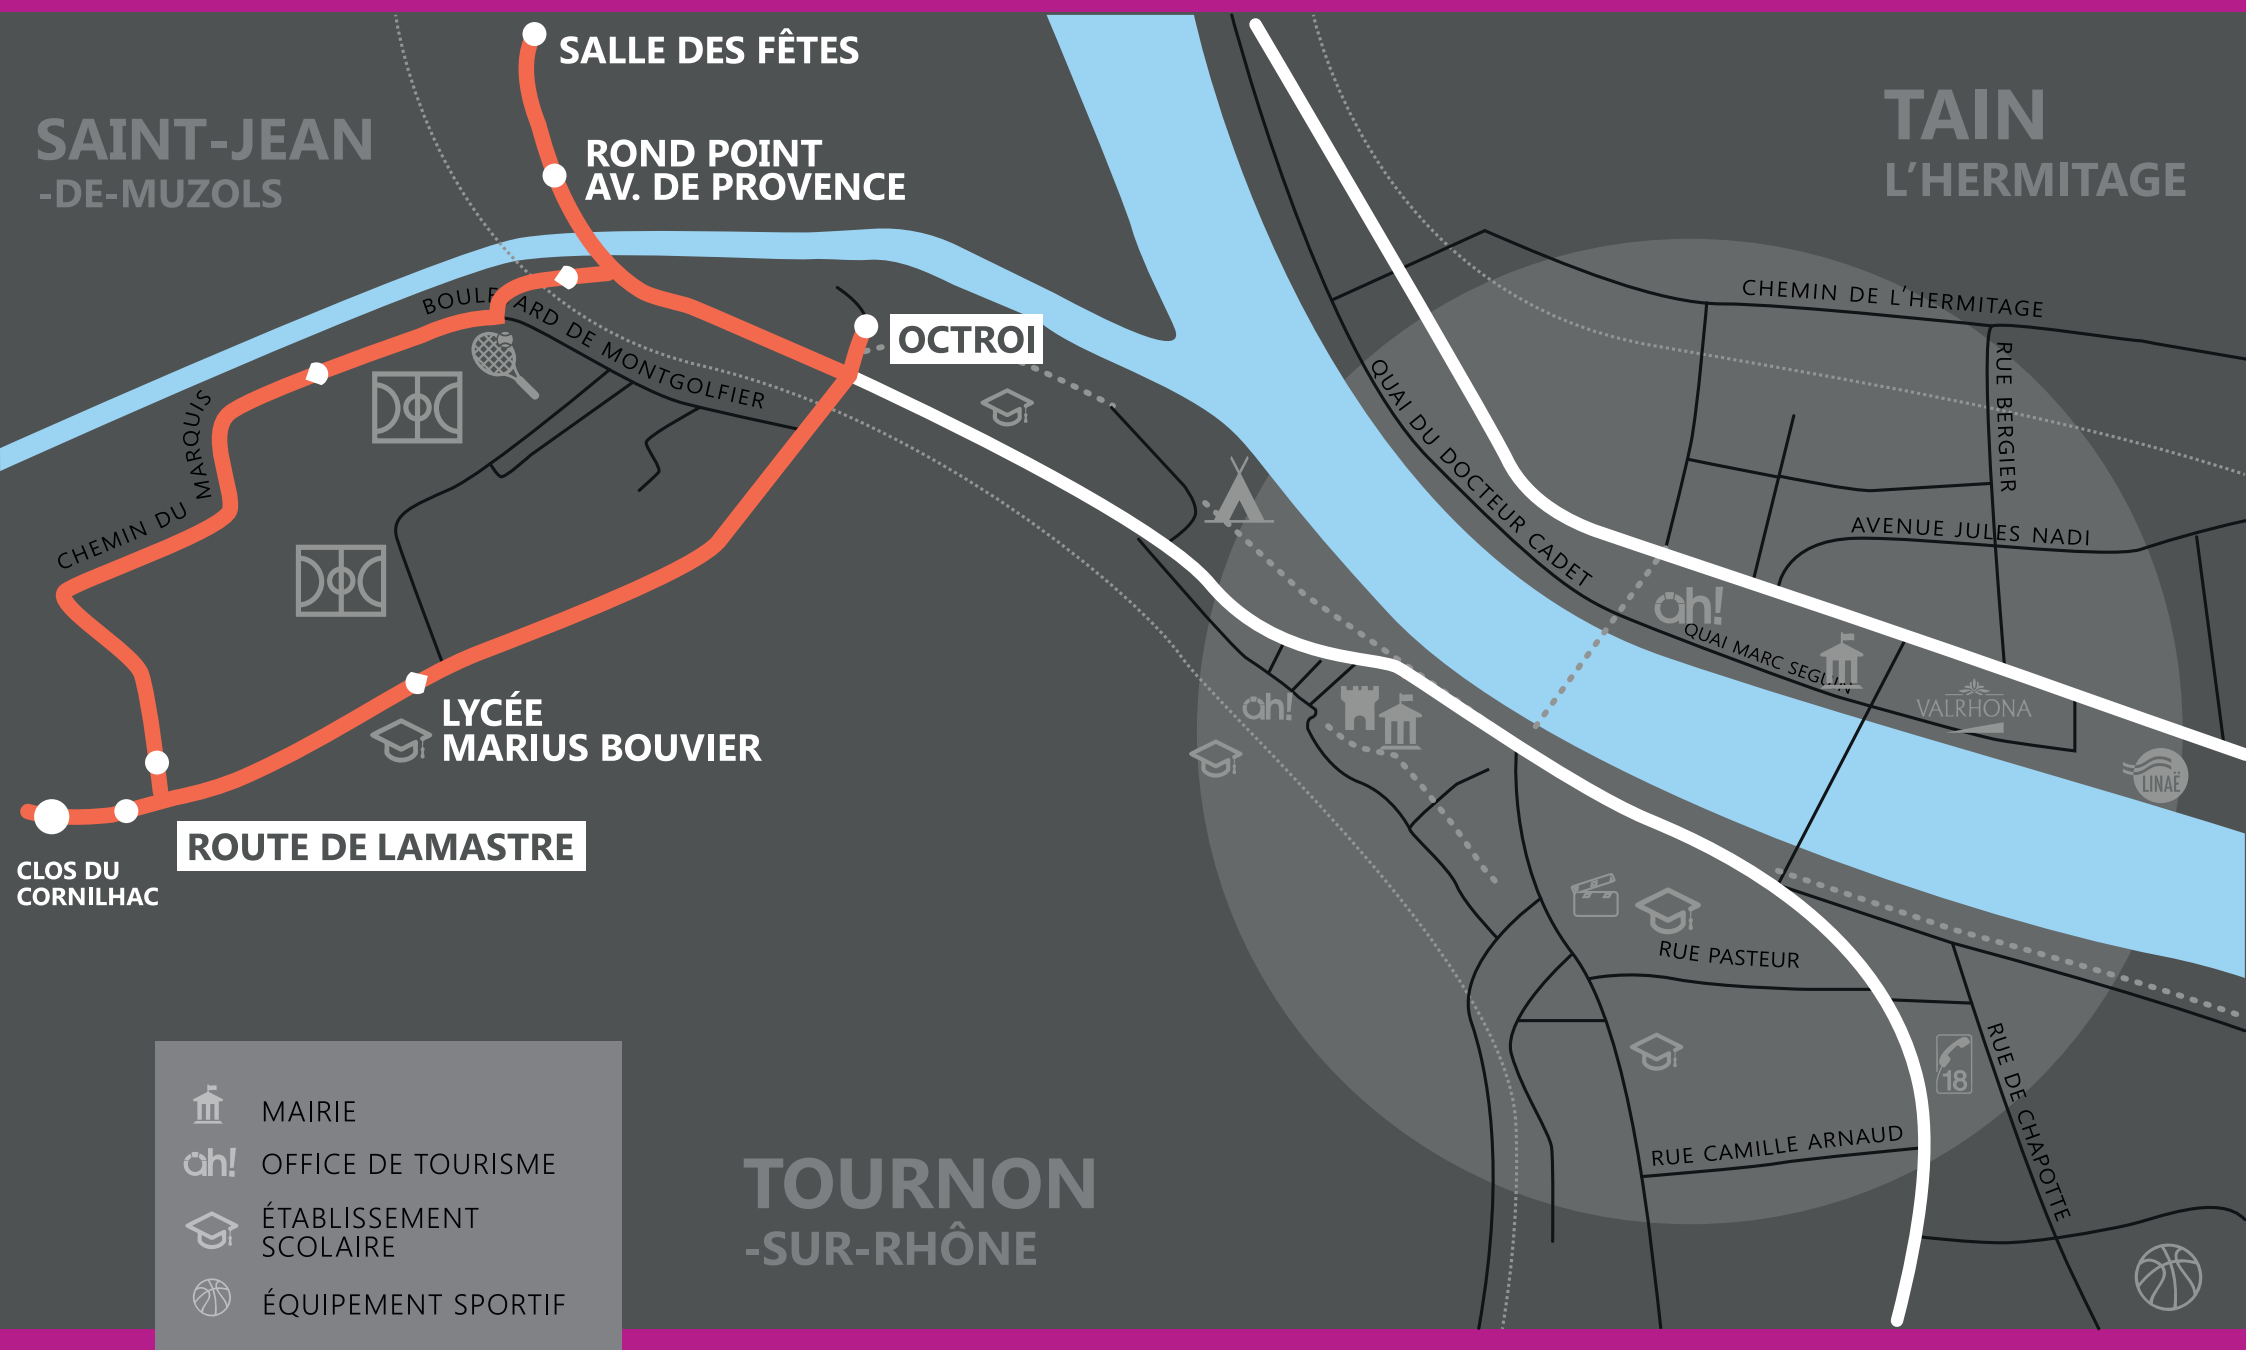 SALLE DES FÊTES
ROND POINT
AV. DE PROVENCE
SAINT-JEAN
-DE-MUZOLS
TAIN
L'HERMITAGE
CHEMIN DE L'HERMITAGE
RUE BERGIER
AVENUE JULES NADI
QUAI DU DOCTEUR CADET
QUAI MARC SEGUIN
ah!
VALRHONA
LINAË
BOULEVARD DE MONTGOLFIER
OCTROI
CHEMIN DU MARQUIS
LYCÉE
MARIUS BOUVIER
ah!
ROUTE DE LAMASTRE
CLOS DU
CORNILHAC
RUE PASTEUR
18
RUE DE CHAPOTTE
RUE CAMILLE ARNAUD
TOURNON
-SUR-RHÔNE
MAIRIE
ah!
OFFICE DE TOURISME
ÉTABLISSEMENT
SCOLAIRE
ÉQUIPEMENT SPORTIF